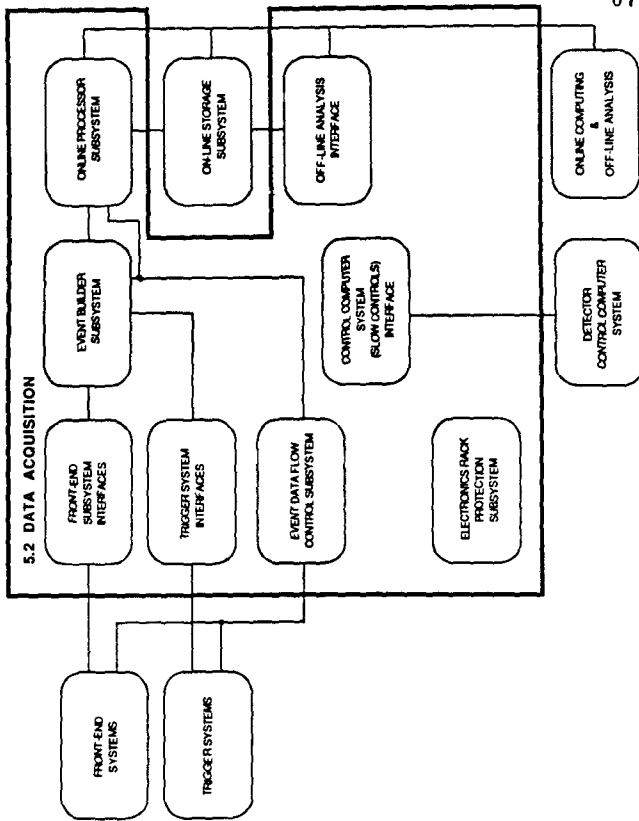 5.2 DATA ACQUISITION
FRONT-END
SYSTEMS
TRIGGER SYSTEMS
FRONT-END
SUBSYSTEM
INTERFACES
TRIGGER SYSTEM
INTERFACES
EVENT DATA FLOW
CONTROL SUBSYSTEM
ELECTRONICS RACK
PROTECTION
SUBSYSTEM
EVENT BUILDER
SUBSYSTEM
CONTROL COMPUTER
SYSTEM
(SLOW CONTROLS)
INTERFACE
DETECTOR
CONTROL COMPUTER
SYSTEM
ONLINE PROCESSOR
SUBSYSTEM
ON-LINE STORAGE
SUBSYSTEM
OFF-LINE ANALYSIS
INTERFACE
ONLINE COMPUTING
&
OFF-LINE ANALYSIS